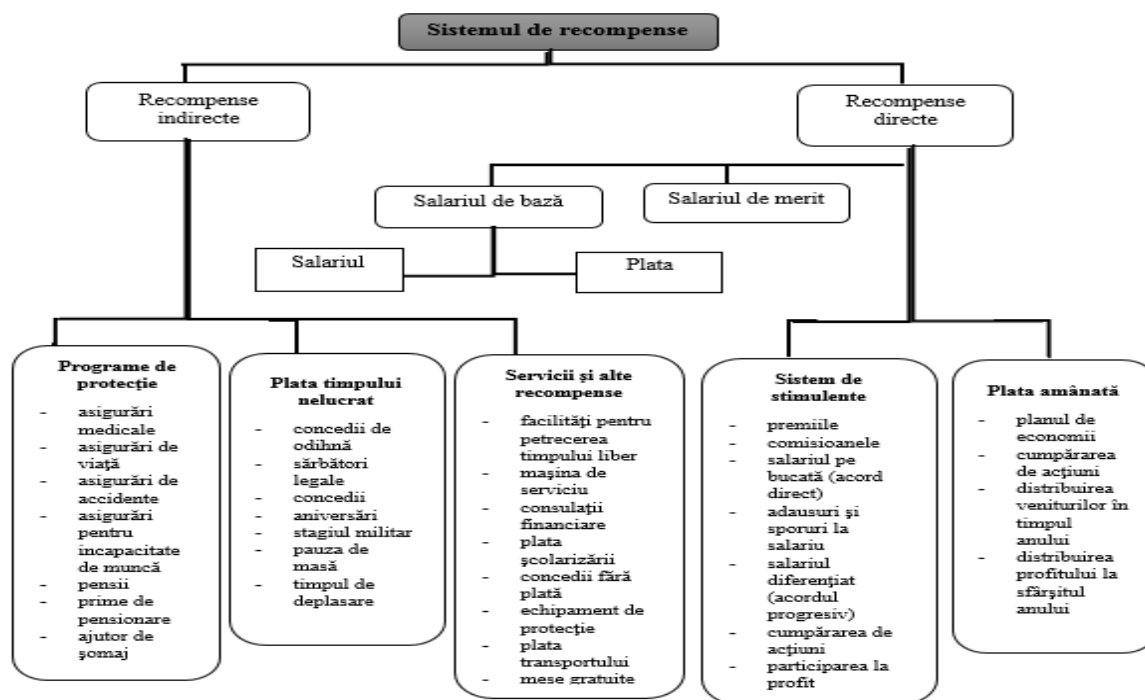 Sistemul de recompense
Recompense
indirecte
Recompense
directe
Salariul de bază
Salariul de merit
Salariul
Plata
Programe de
protecție
- asigurări
medicale
- asigurări de
viață
- asigurări de
accidente
- asigurări
pentru
incapacitate
de muncă
- pensii
- prime de
pensionare
- ajutor de
șomaj
Plata timpului
nelucrat
- concedii de
odihnă
- sărbători
legale
- concedii
- aniversări
- stagiul militar
- pauza de
masă
- timpul de
deplasare
Servicii şi alte
recompense
- facilităţi pentru
petrecerea
timpului liber
- maşina de
serviciu
- consulaţii
financiare
- plata
şcolarizării
- concedii fără
plată
- echipament de
protecţie
- plata
transportului
- mese gratuite
Sistem de
stimulente
- premiile
- comisioanele
- salariul pe
bucată (acord
direct)
- adausuri şi
sporuri la
salariu
- salariul
diferenţiat
(acordul
progresiv)
- cumpărarea de
acţiuni
- participarea la
profit
Plata amânată
- planul de
economii
- cumpărarea
de acţiuni
- distribuirea
veniturilor în
timpul
anului
- distribuirea
profitului la
sfârşitul
anului